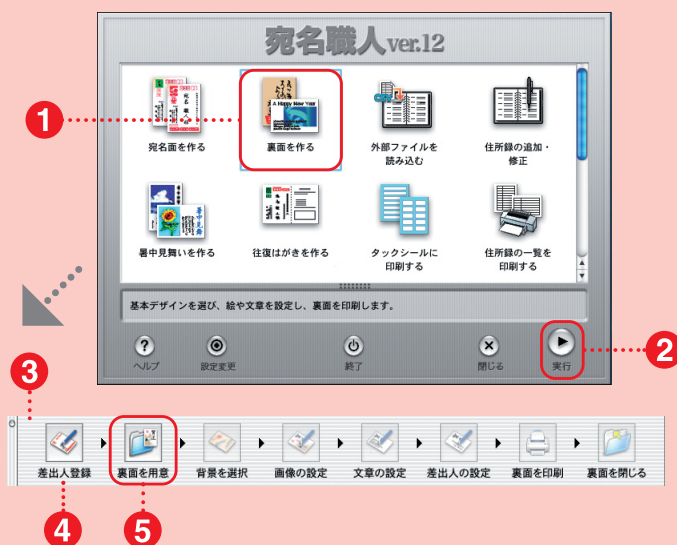 宛名職人ver.12
1
宛名面を作る
裏面を作る
外部ファイルを
読み込む
住所録の追加・
修正
暑中見舞いを作る
往復はがきを作る
タックシールに
印刷する
住所録の一覧を
印刷する
基本デザインを選び、絵や文章を設定し、裏面を印刷します。
2
ヘルプ
設定変更
終了
閉じる
実行
3
差出人登録
裏面を用意
背景を選択
画像の設定
文章の設定
差出人の設定
裏面を印刷
裏面を閉じる
4
5